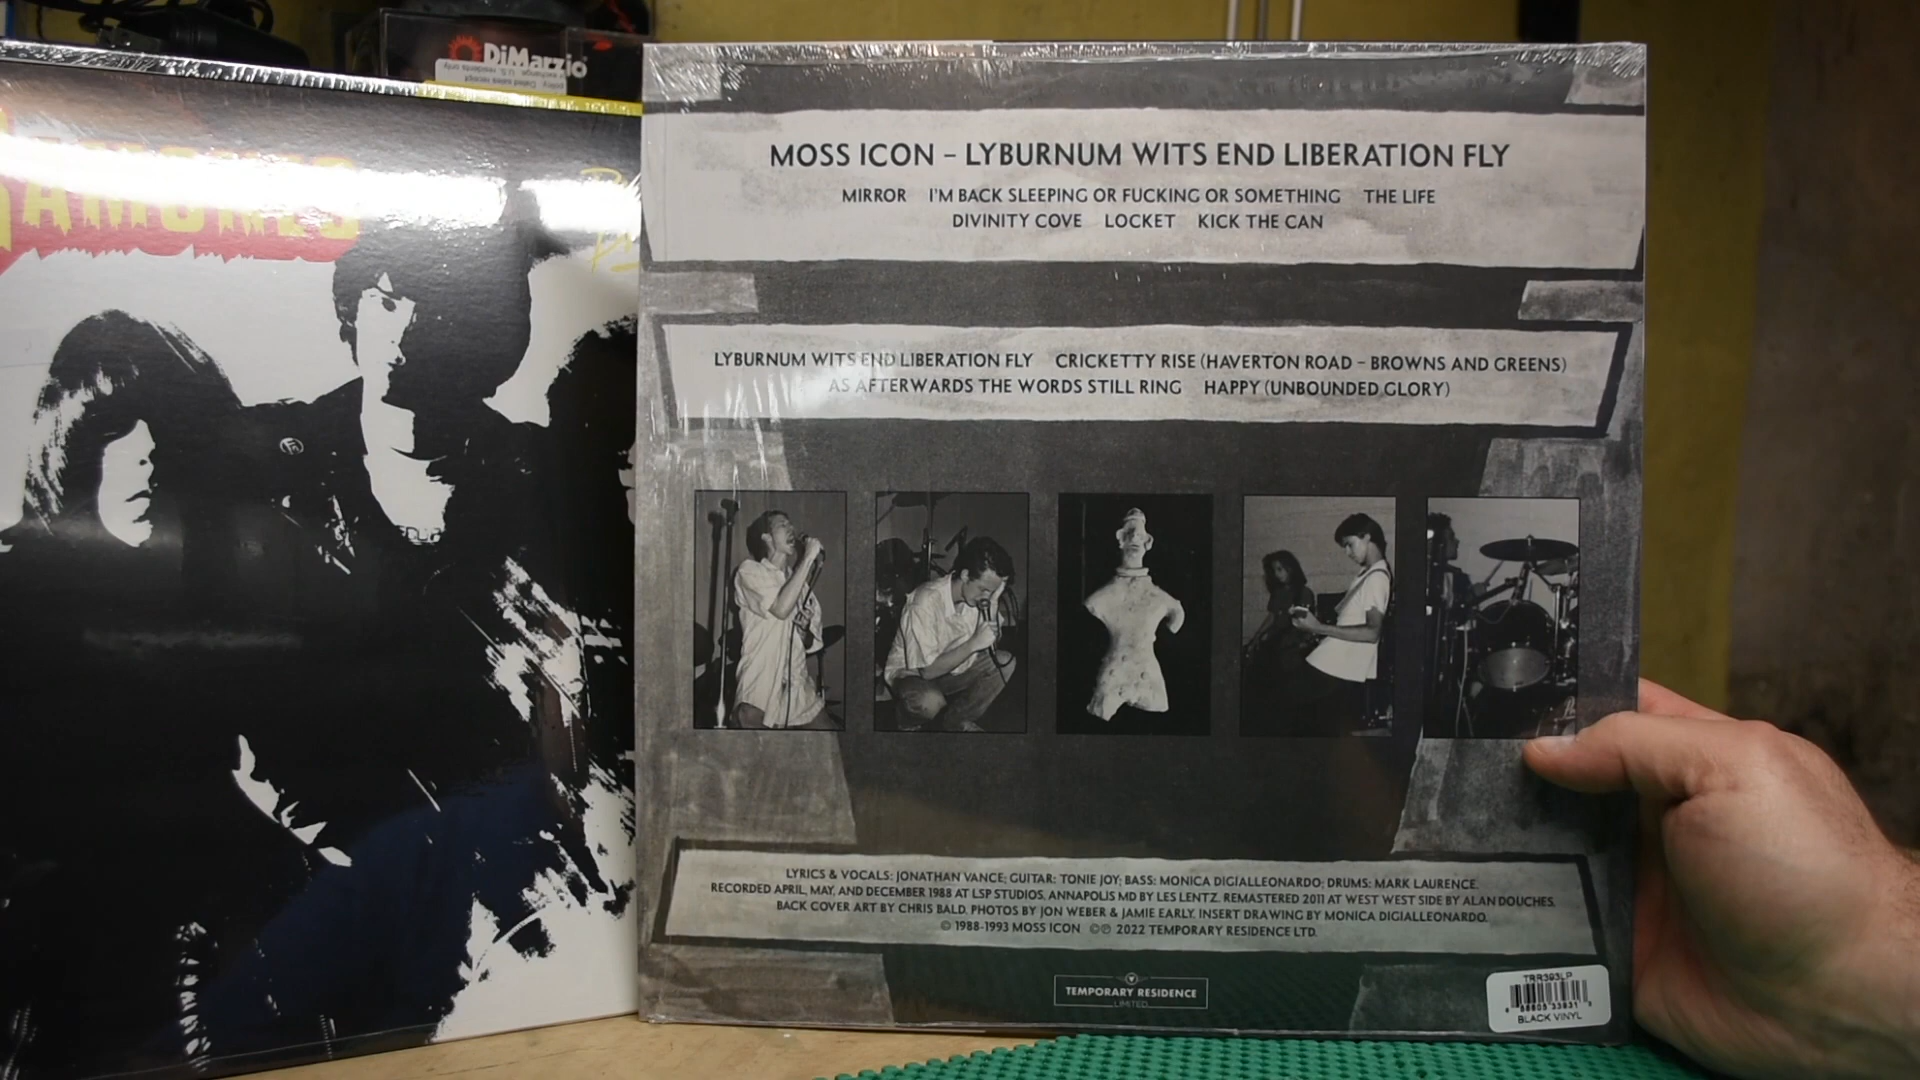 DiMarzio
RAMONES
MOSS ICON – LYBURNUM WITS END LIBERATION FLY
MIRROR I'M BACK SLEEPING OR FUCKING OR SOMETHING THE LIFE
DIVINITY COVE LOCKET KICK THE CAN
LYBURNUM WITS END LIBERATION FLY CRICKETTY RISE (HAVERTON ROAD – BROWNS AND GREENS)
AS AFTERWARDS THE WORDS STILL RING HAPPY (UNBOUNDED GLORY)
LYRICS & VOCALS: JONATHAN VANCE; GUITAR: TONIE JOY; BASS: MONICA DIGIALLEONARDO; DRUMS: MARK LAURENCE.
RECORDED APRIL, MAY, AND DECEMBER 1988 AT LSP STUDIOS, ANNAPOLIS MD BY LES LENTZ. REMASTERED 2011 AT WEST WEST SIDE BY ALAN DOUCHES.
BACK COVER ART BY CHRIS BALD. PHOTOS BY JON WEBER & JAMIE EARLY. INSERT DRAWING BY MONICA DIGIALLEONARDO.
© 1988-1993 MOSS ICON ©℗ 2022 TEMPORARY RESIDENCE LTD.
TEMPORARY RESIDENCE
LIMITED
TRR393LP
BLACK VINYL